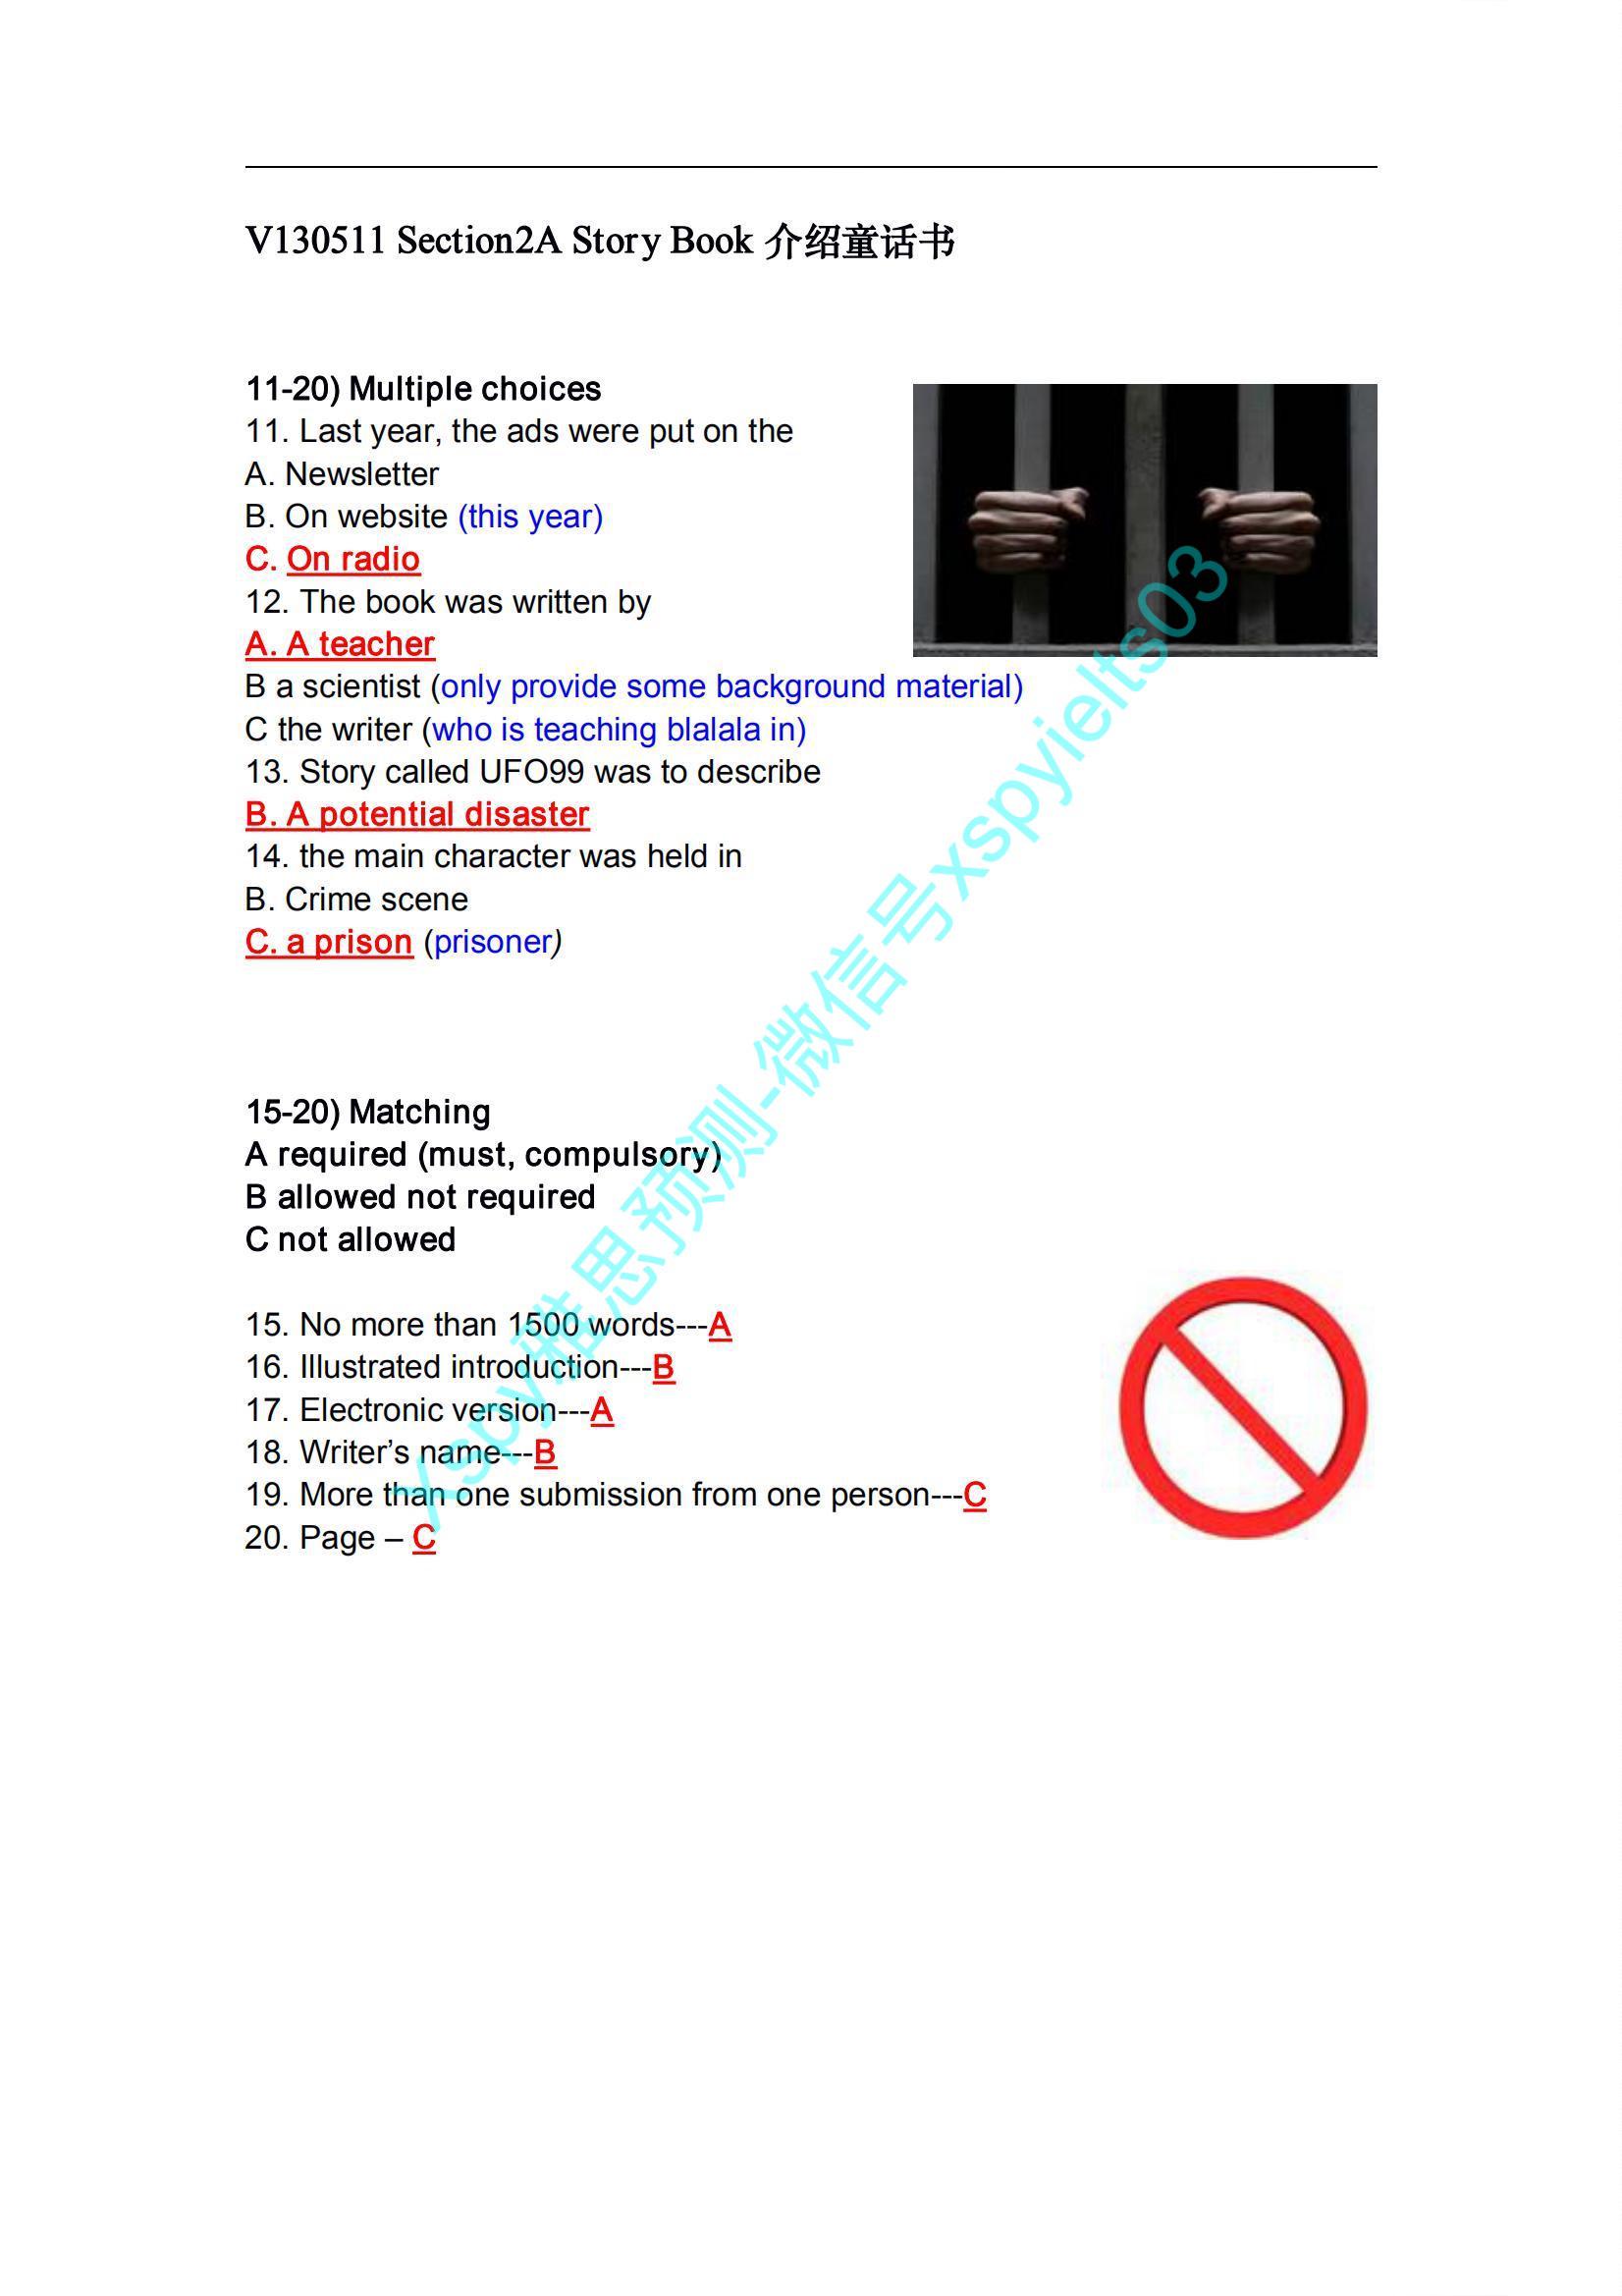 V130511 Section2A Story Book 介绍童话书
11-20) Multiple choices
11. Last year, the ads were put on the
A. Newsletter
B. On website (this year)
C. On radio
12. The book was written by
A. A teacher
B a scientist (only provide some background material)
C the writer (who is teaching blalala in)
13. Story called UFO99 was to describe
B. A potential disaster
14. the main character was held in
B. Crime scene
C. a prison (prisoner)
15-20) Matching
A required (must, compulsory)
B allowed not required
C not allowed
15. No more than 1500 words---A
16. Illustrated introduction---B
17. Electronic version---A
18. Writer’s name---B
19. More than one submission from one person---C
20. Page – C
xspy雅思预测-微信号xspyielts03